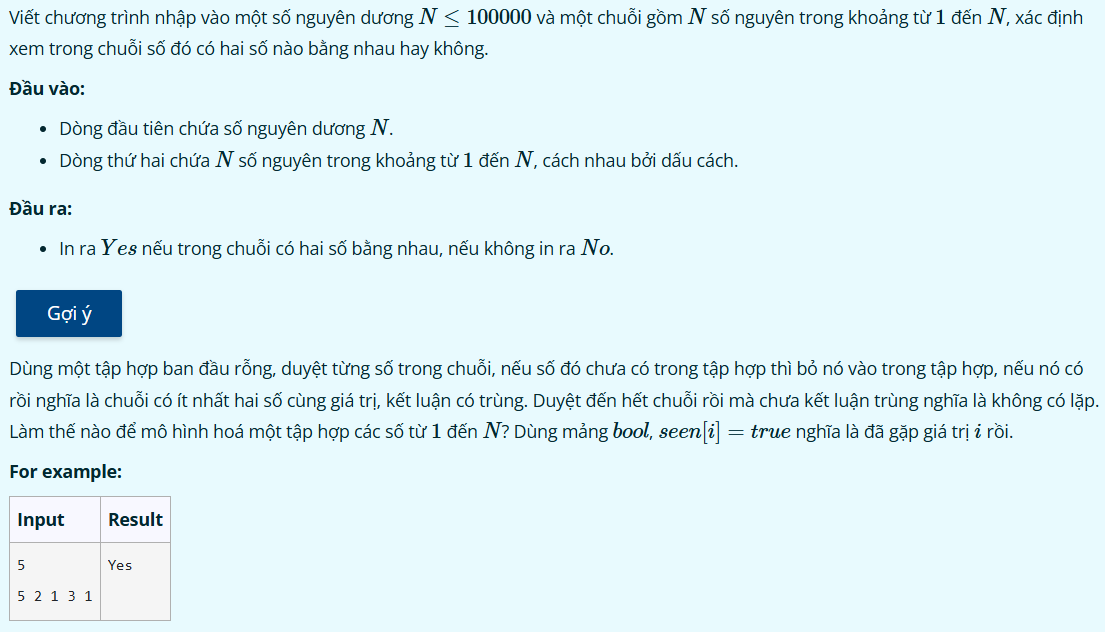 Viết chương trình nhập vào một số nguyên dương N ≤ 100000 và một chuỗi gồm N số nguyên trong khoảng từ 1 đến N, xác định
xem trong chuỗi số đó có hai số nào bằng nhau hay không.
Đầu vào:
• Dòng đầu tiên chứa số nguyên dương N.
• Dòng thứ hai chứa N số nguyên trong khoảng từ 1 đến N, cách nhau bởi dấu cách.
Đầu ra:
• In ra Yes nếu trong chuỗi có hai số bằng nhau, nếu không in ra No.
Gợi ý
Dùng một tập hợp ban đầu rỗng, duyệt từng số trong chuỗi, nếu số đó chưa có trong tập hợp thì bỏ nó vào trong tập hợp, nếu nó có
rồi nghĩa là chuỗi có ít nhất hai số cùng giá trị, kết luận có trùng. Duyệt đến hết chuỗi rồi mà chưa kết luận trùng nghĩa là không có lặp.
Làm thế nào để mô hình hoá một tập hợp các số từ 1 đến N? Dùng mảng bool, seen[i] = true nghĩa là đã gặp giá trị i rồi.
For example:
Input Result
5 Yes
5 2 1 3 1